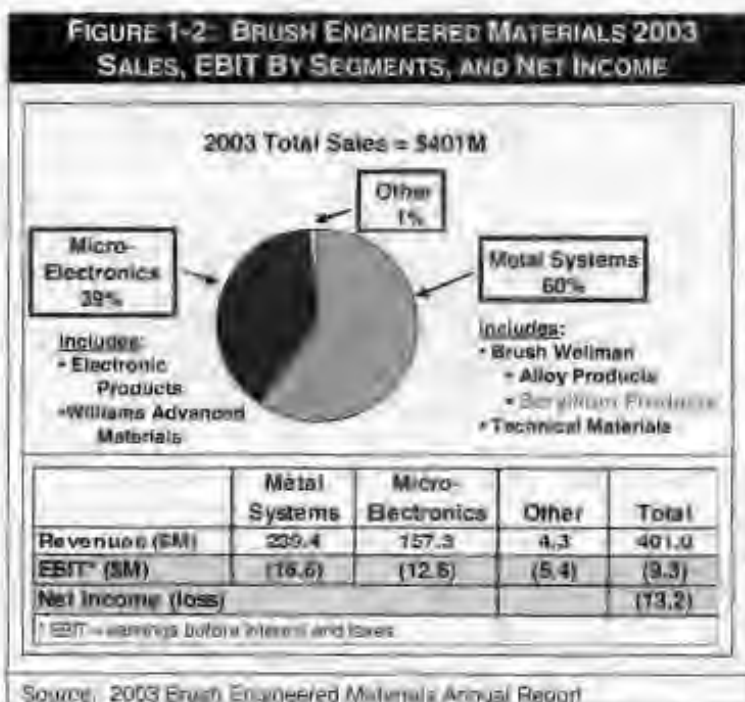 FIGURE 1-2: BRUSH ENGINEERED MATERIALS 2003
SALES, EBIT BY SEGMENTS, AND NET INCOME
2003 Total Sales = $401M
Other
1%
Micro-
Electronics
39%
Metal Systems
60%
Includes:
• Electronic
Products
•Williams Advanced
Materials
Includes:
• Brush Wellman
• Alloy Products
• Beryllium Products
• Technical Materials
Metal Systems Micro-Electronics Other Total
Revenues ($M) 239.4 157.3 4.3 401.0
EBIT* ($M) (12.6) (5.4) (9.3)
Net Income (loss) (13.2)
* EBIT = earnings before interest and taxes
Source: 2003 Brush Engineered Materials Annual Report